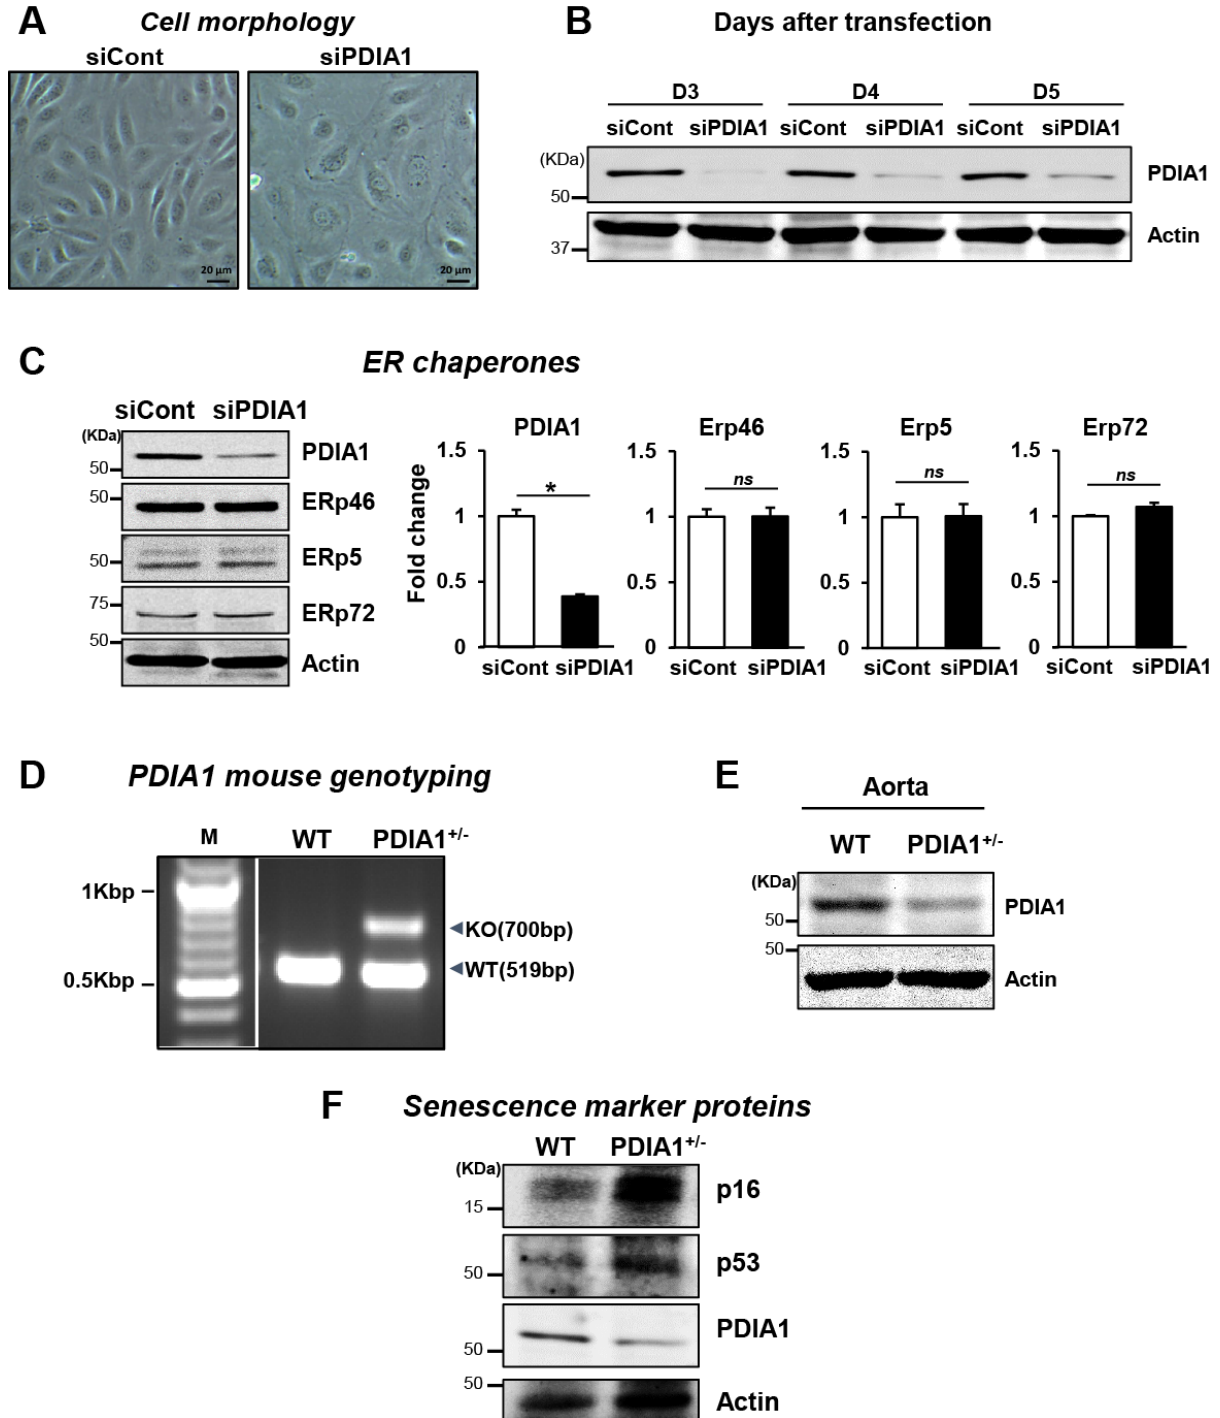 A
Cell morphology
siCont siPDIA1
20 µm 20 µm
B
Days after transfection
D3 D4 D5
siCont siPDIA1 siCont siPDIA1 siCont siPDIA1
(KDa)
50
PDIA1
37
Actin
C
ER chaperones
siCont siPDIA1
(KDa)
50
PDIA1
50
ERp46
50
ERp5
75
ERp72
50
Actin
Fold change
PDIA1
1.5
1
0.5
0
*
siCont siPDIA1
Erp46
1.5
1
0.5
0
ns
siCont siPDIA1
Erp5
1.5
1
0.5
0
ns
siCont siPDIA1
Erp72
1.5
1
0.5
0
ns
siCont siPDIA1
D
PDIA1 mouse genotyping
M WT PDIA1+/-
1Kbp
0.5Kbp
KO(700bp)
WT(519bp)
E
Aorta
WT PDIA1+/-
(KDa)
50
PDIA1
50
Actin
F
Senescence marker proteins
WT PDIA1+/-
(KDa)
15
p16
50
p53
50
PDIA1
50
Actin